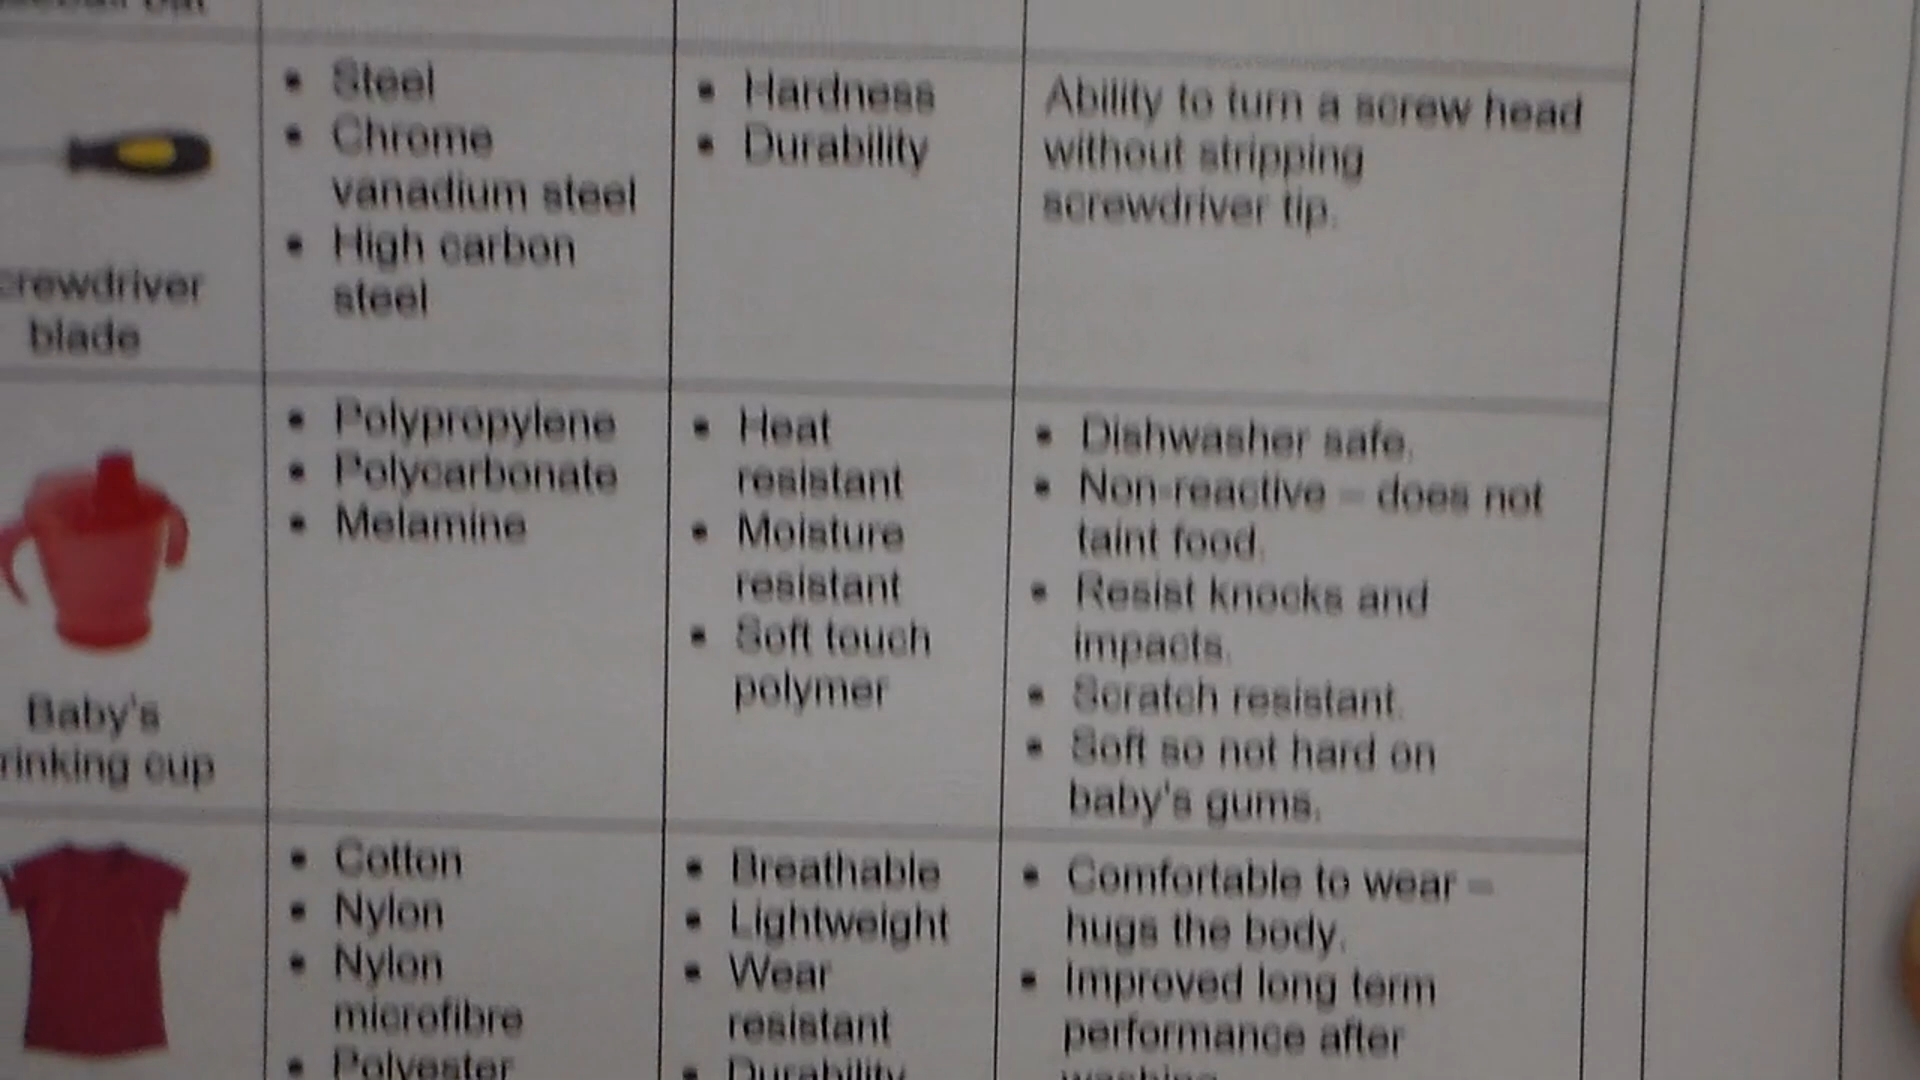 Steel
Chrome
vanadium steel
High carbon
steel
Hardness
Durability
Ability to turn a screw head
without stripping
screwdriver tip.
crewdriver
blade
Polypropylene
Polycarbonate
Melamine
Heat
resistant
Moisture
resistant
Soft touch
polymer
Dishwasher safe.
Non-reactive – does not
taint food.
Resist knocks and
impacts.
Scratch resistant.
Soft so not hard on
baby's gums.
Baby's
rinking cup
Cotton
Nylon
Nylon
microfibre
Polyester
Breathable
Lightweight
Wear
resistant
Durability
Comfortable to wear –
hugs the body.
Improved long term
performance after
washing